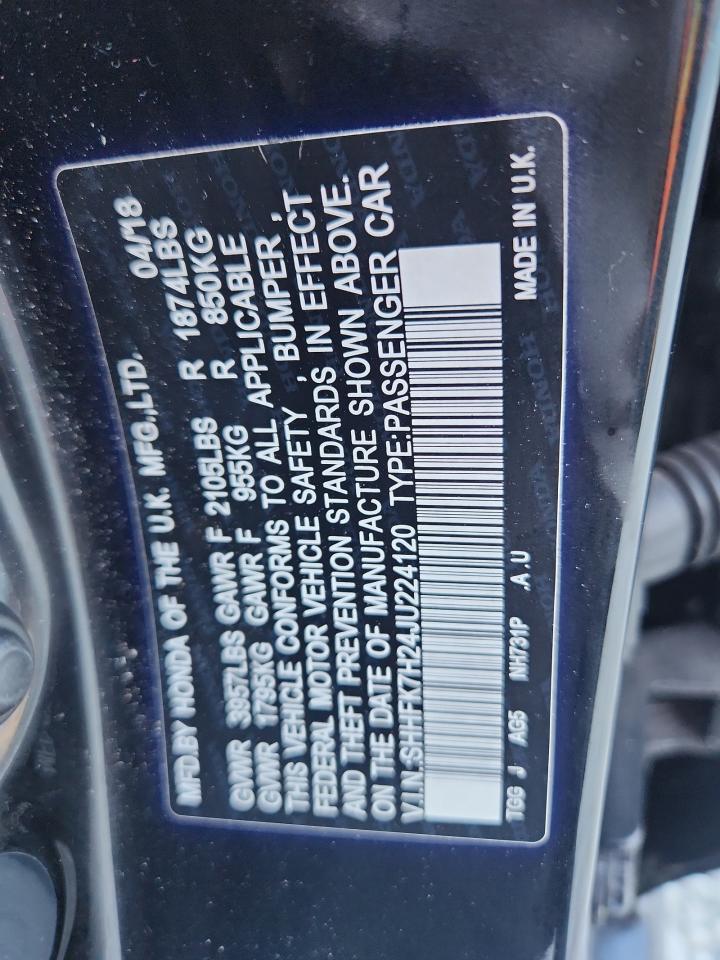 MFD.BY HONDA OF THE U.K. MFG.,LTD. 04/18
GVWR 3957LBS GAWR F 2105LBS R 1874LBS
GVWR 1795KG GAWR F 955KG R 850KG
THIS VEHICLE CONFORMS TO ALL APPLICABLE
FEDERAL MOTOR VEHICLE SAFETY , BUMPER ,
AND THEFT PREVENTION STANDARDS IN EFFECT
ON THE DATE OF MANUFACTURE SHOWN ABOVE.
V.I.N.:SHHFK7H24JU224120 TYPE:PASSENGER CAR
TGG J AG5 NH731P .A.U MADE IN U.K.